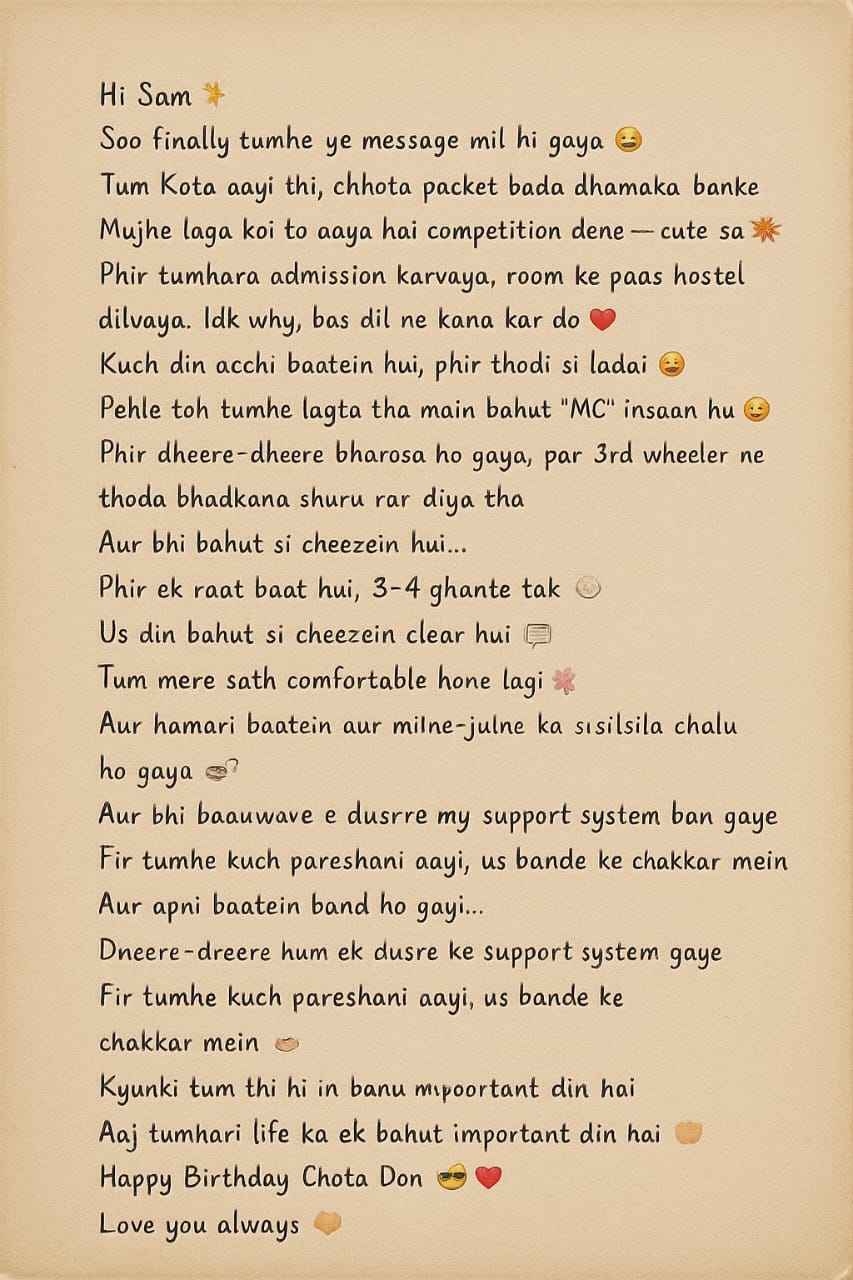 Hi Sam
Soo finally tumhe ye message mil hi gaya 😄
Tum Kota aayi thi, chhota packet bada dhamaka banke
Mujhe laga koi to aaya hai competition dene — cute sa
Phir tumhara admission karvaya, room ke paas hostel
dilvaya. Idk why, bas dil ne kana kar do ❤️
Kuch din acchi baatein hui, phir thodi si ladai 😄
Pehle toh tumhe lagta tha main bahut "MC" insaan hu 😉
Phir dheere-dheere bharosa ho gaya, par 3rd wheeler ne
thoda bhadkana shuru rar diya tha
Aur bhi bahut si cheezein hui...
Phir ek raat baat hui, 3-4 ghante tak
Us din bahut si cheezein clear hui
Tum mere sath comfortable hone lagi 🌸
Aur hamari baatein aur milne-julne ka sısilsila chalu
ho gaya
Aur bhi baauwave e dusrre my support system ban gaye
Fir tumhe kuch pareshani aayi, us bande ke chakkar mein
Aur apni baatein band ho gayi...
Dneere-dreere hum ek dusre ke support system gaye
Fir tumhe kuch pareshani aayi, us bande ke
chakkar mein
Kyunki tum thi hi in banu din hai
Aaj tumhari life ka ek bahut important din hai
Happy Birthday Chota Don 😎❤️
Love you always